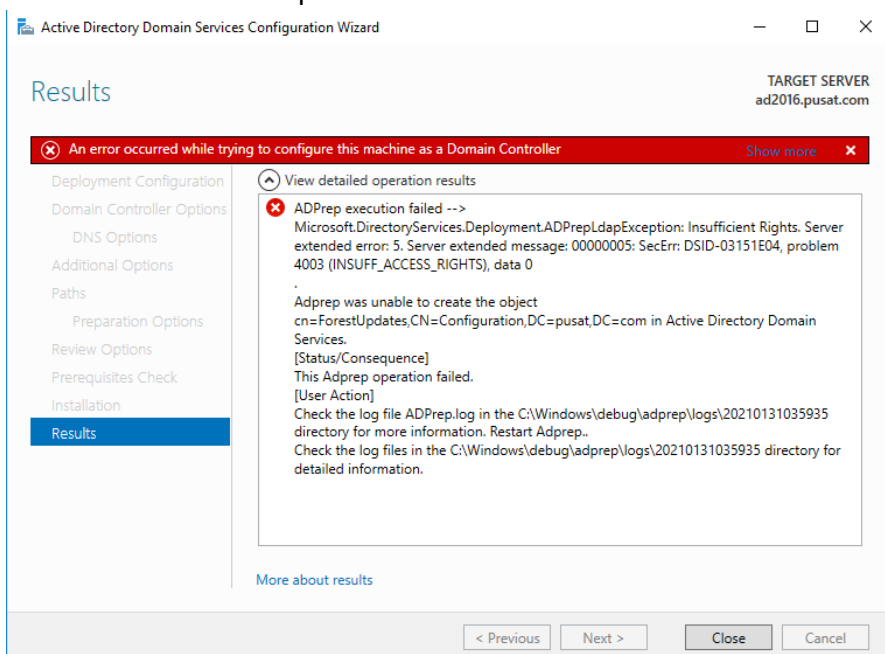 Active Directory Domain Services Configuration Wizard
Results
TARGET SERVER
ad2016.pusat.com
An error occurred while trying to configure this machine as a Domain Controller
Show more
Deployment Configuration
Domain Controller Options
DNS Options
Additional Options
Paths
Preparation Options
Review Options
Prerequisites Check
Installation
Results
View detailed operation results
ADPrep execution failed -->
Microsoft.DirectoryServices.Deployment.ADPrepLdapException: Insufficient Rights. Server
extended error: 5. Server extended message: 00000005: SecErr: DSID-03151E04, problem
4003 (INSUFF_ACCESS_RIGHTS), data 0
.
Adprep was unable to create the object
cn=ForestUpdates,CN=Configuration,DC=pusat,DC=com in Active Directory Domain
Services.
[Status/Consequence]
This Adprep operation failed.
[User Action]
Check the log file ADPrep.log in the C:\Windows\debug\adprep\logs\20210131035935
directory for more information. Restart Adprep..
Check the log files in the C:\Windows\debug\adprep\logs\20210131035935 directory for
detailed information.
More about results
< Previous
Next >
Close
Cancel